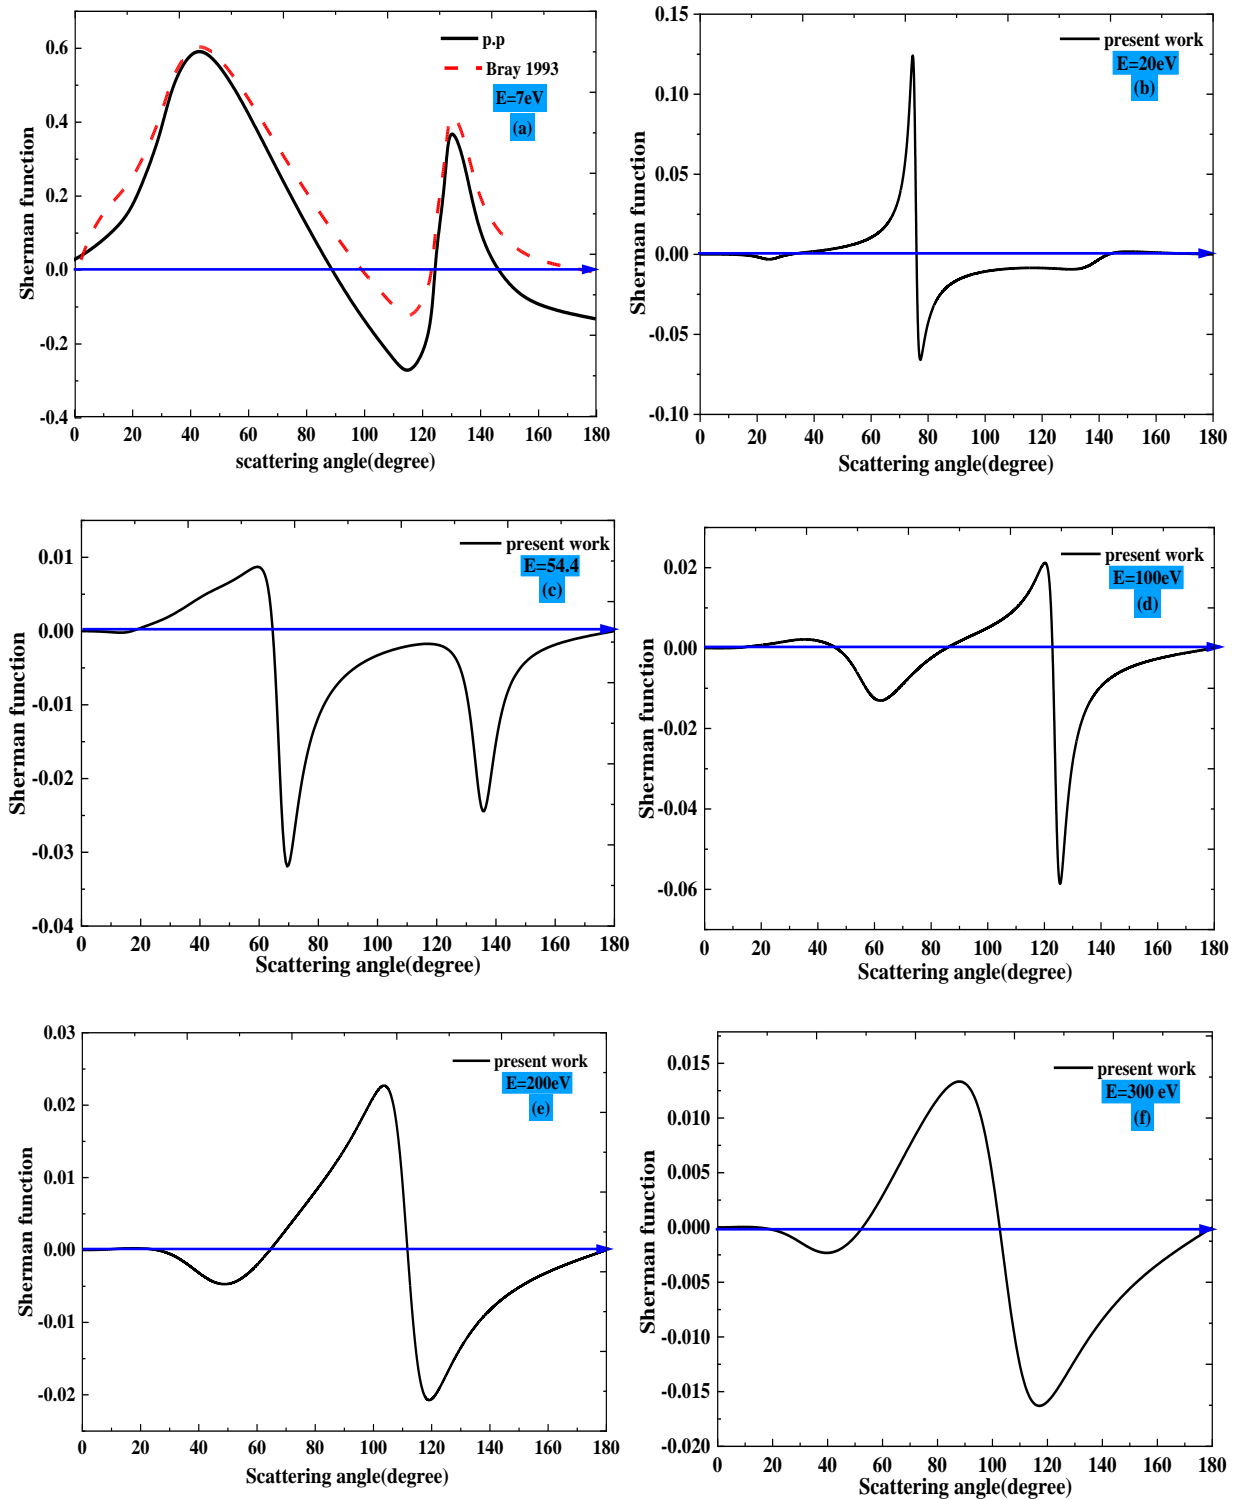 p.p
Bray 1993
E=7eV
(a)
Sherman function
0.6
0.4
0.2
0.0
-0.2
-0.4
0 20 40 60 80 100 120 140 160 180
scattering angle(degree)
present work
E=20eV
(b)
Sherman function
0.15
0.10
0.05
0.00
-0.05
-0.10
0 20 40 60 80 100 120 140 160 180
Scattering angle(degree)
present work
E=54.4
(c)
Sherman function
0.01
0.00
-0.01
-0.02
-0.03
-0.04
0 20 40 60 80 100 120 140 160 180
Scattering angle(degree)
present work
E=100eV
(d)
Sherman function
0.02
0.00
-0.02
-0.04
-0.06
0 20 40 60 80 100 120 140 160 180
Scattering angle(degree)
present work
E=200eV
(e)
Sherman function
0.03
0.02
0.01
0.00
-0.01
-0.02
0 20 40 60 80 100 120 140 160 180
Scattering angle(degree)
present work
E=300 eV
(f)
Sherman function
0.015
0.010
0.005
0.000
-0.005
-0.010
-0.015
-0.020
0 20 40 60 80 100 120 140 160 180
Scattering angle(degree)